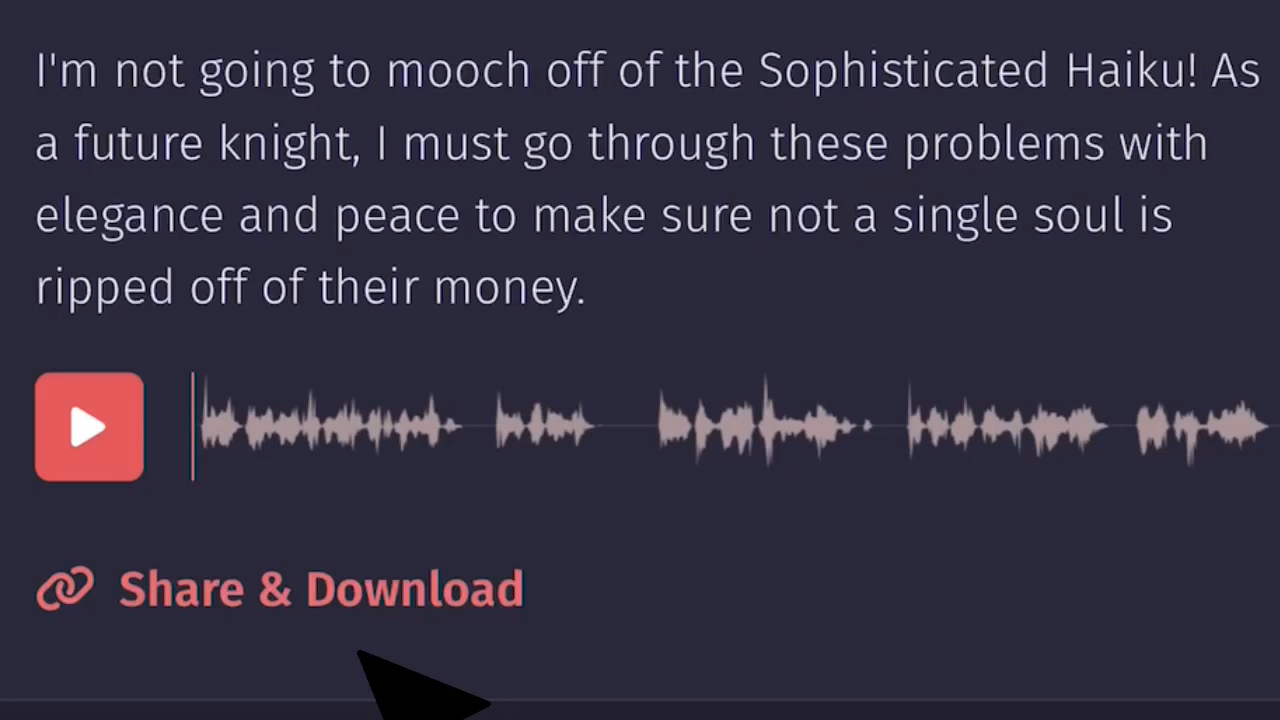 I'm not going to mooch off of the Sophisticated Haiku! As
a future knight, I must go through these problems with
elegance and peace to make sure not a single soul is
ripped off of their money.
Share & Download